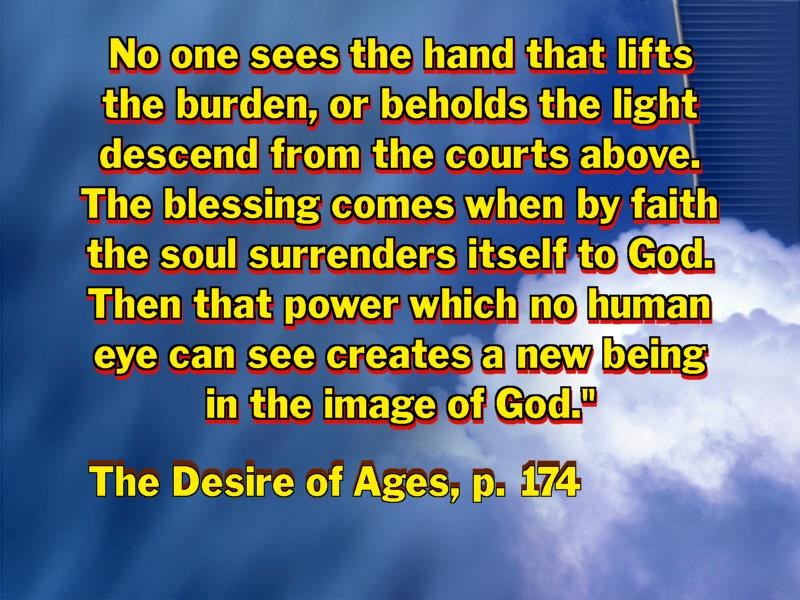 No one sees the hand that lifts
the burden, or beholds the light
descend from the courts above.
The blessing comes when by faith
the soul surrenders itself to God.
Then that power which no human
eye can see creates a new being
in the image of God."
The Desire of Ages, p. 174